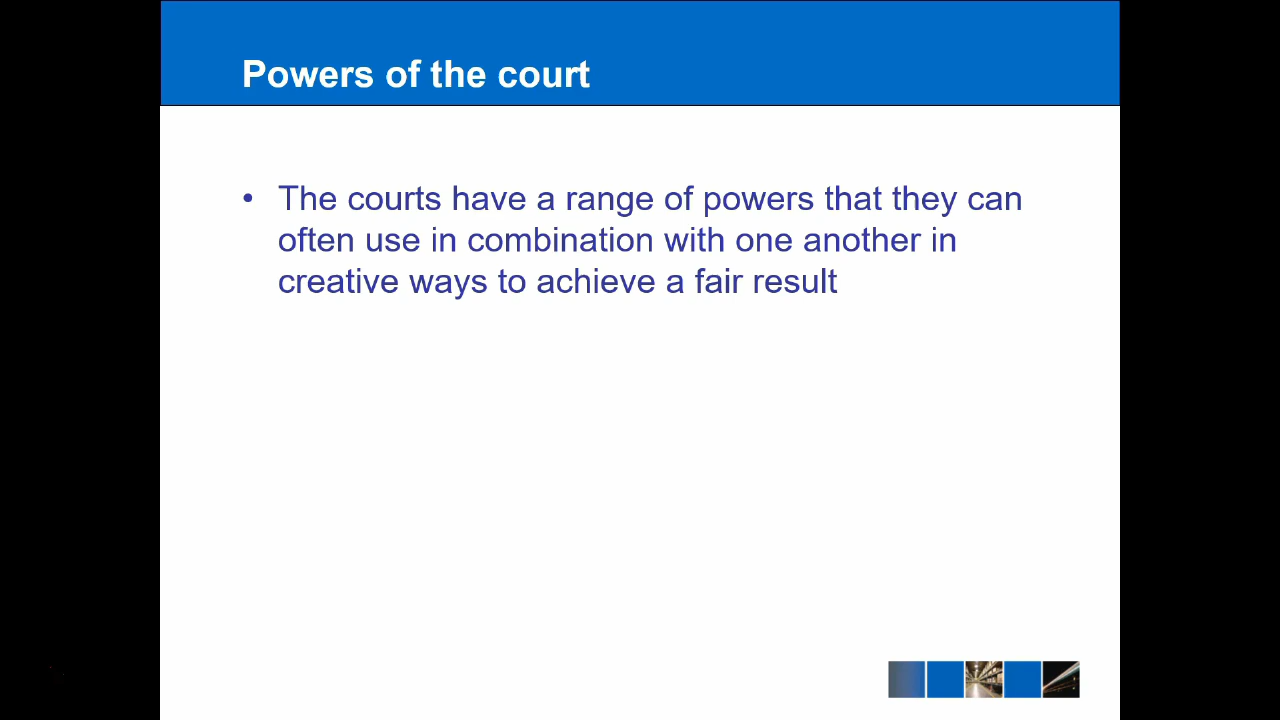 Powers of the court
• The courts have a range of powers that they can
often use in combination with one another in
creative ways to achieve a fair result